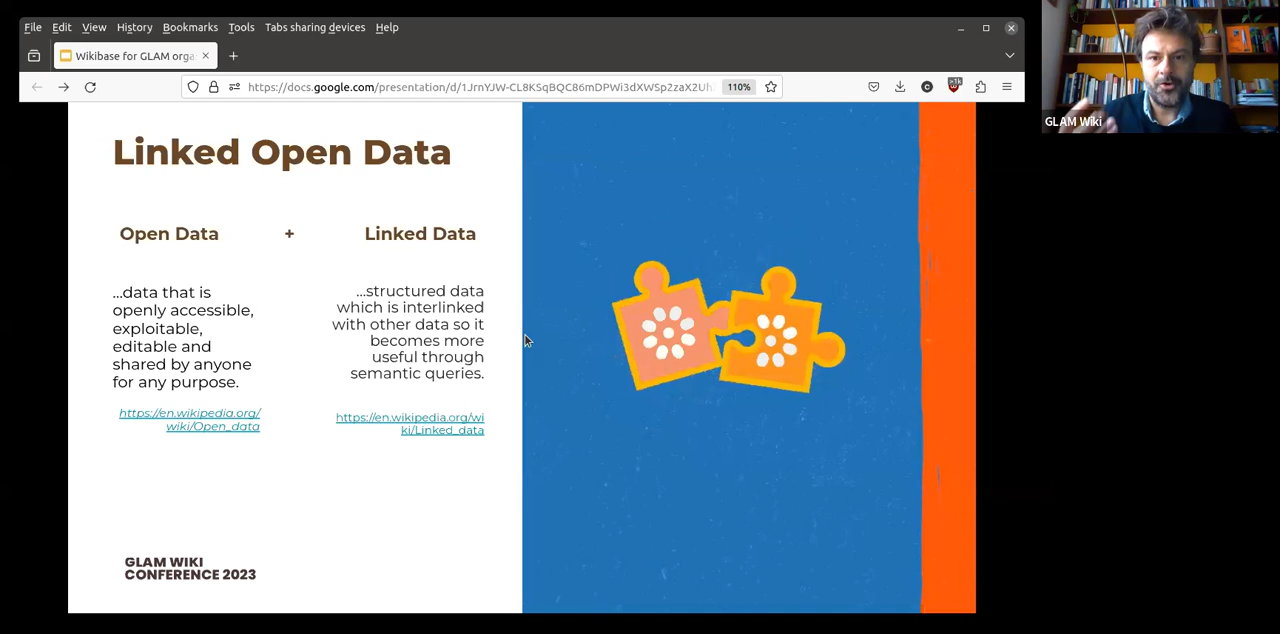 File Edit View History Bookmarks Tools Tabs sharing devices Help
Wikibase for GLAM orga
https://docs.google.com/presentation/d/1JrnYJW-CL8KSqBQC86mDPWi3dXWSp2zaX2Uh
110%
>1k
GLAM Wiki
Linked Open Data
Open Data + Linked Data
...data that is
openly accessible,
exploitable,
editable and
shared by anyone
for any purpose.
https://en.wikipedia.org/
wiki/Open_data
...structured data
which is interlinked
with other data so it
becomes more
useful through
semantic queries.
https://en.wikipedia.org/wi
ki/Linked_data
GLAM WIKI
CONFERENCE 2023